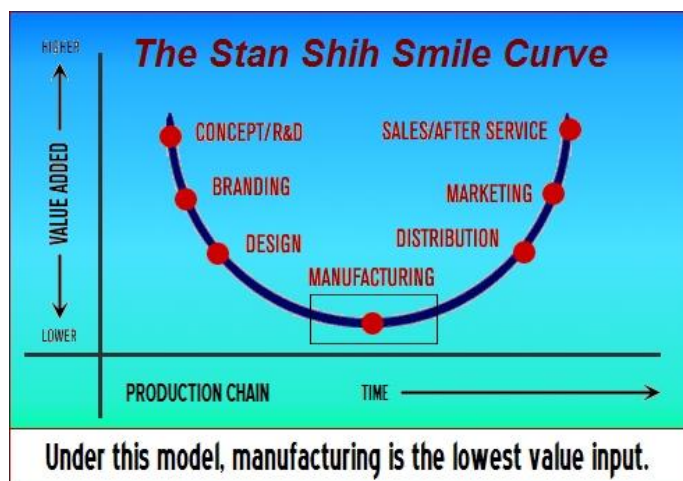 The Stan Shih Smile Curve
HIGHER
VALUE ADDED
LOWER
CONCEPT/R&D
BRANDING
DESIGN
MANUFACTURING
DISTRIBUTION
MARKETING
SALES/AFTER SERVICE
PRODUCTION CHAIN
TIME
Under this model, manufacturing is the lowest value input.